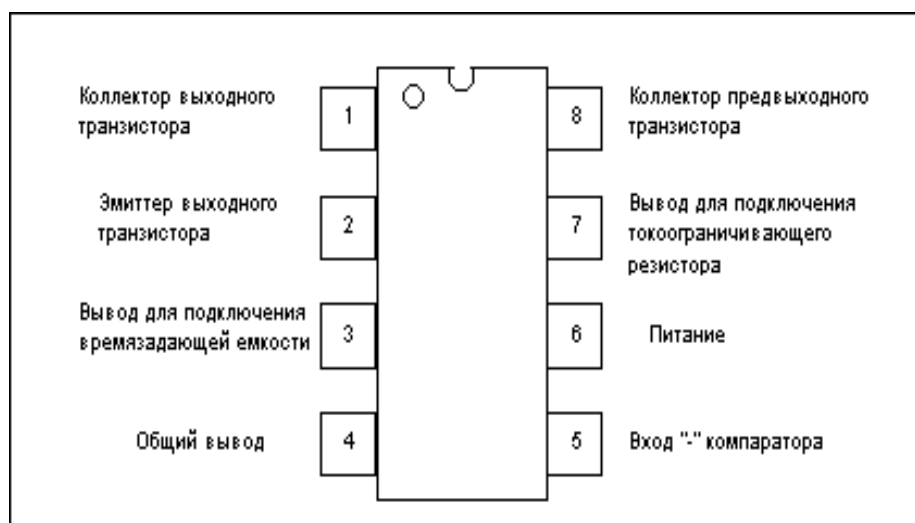 Коллектор выходного
транзистора
1
8
Коллектор предвыходного
транзистора
Эмиттер выходного
транзистора
2
7
Вывод для подключения
токоограничивающего
резистора
Вывод для подключения
времязадающей емкости
3
6
Питание
Общий вывод
4
5
Вход "-" компаратора